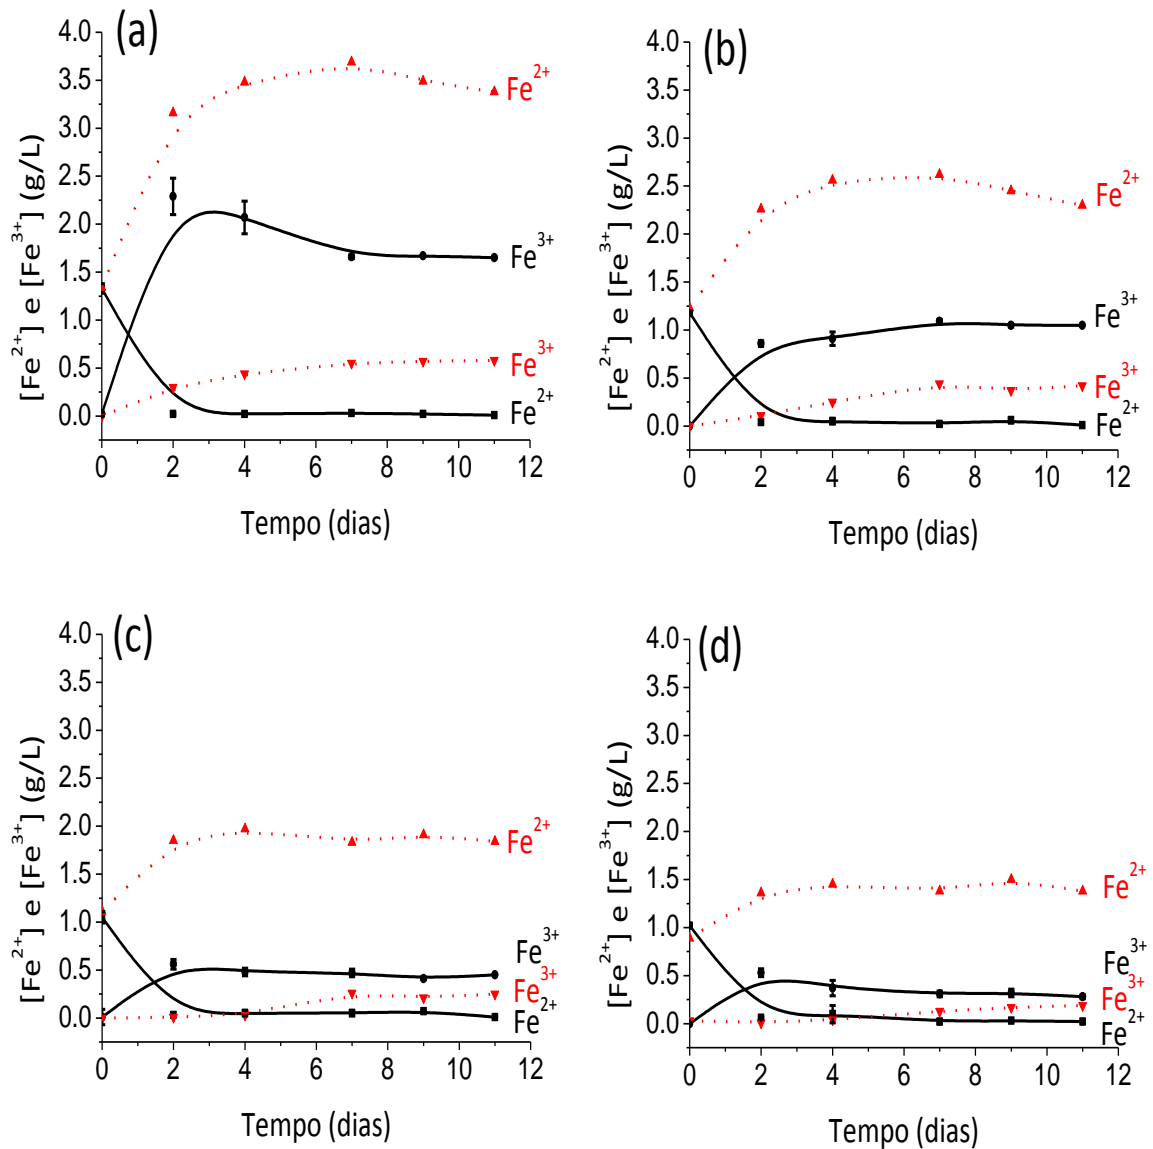 (a)
4.0
3.5
3.0
2.5
2.0
1.5
1.0
0.5
0.0
[Fe²⁺] e [Fe³⁺] (g/L)
Fe²⁺
Fe³⁺
Fe³⁺
Fe²⁺
0 2 4 6 8 10 12
Tempo (dias)
(b)
4.0
3.5
3.0
2.5
2.0
1.5
1.0
0.5
0.0
[Fe²⁺] e [Fe³⁺] (g/L)
Fe²⁺
Fe³⁺
Fe³⁺
Fe²⁺
0 2 4 6 8 10 12
Tempo (dias)
(c)
4.0
3.5
3.0
2.5
2.0
1.5
1.0
0.5
0.0
[Fe²⁺] e [Fe³⁺] (g/L)
Fe²⁺
Fe³⁺
Fe³⁺
Fe²⁺
0 2 4 6 8 10 12
Tempo (dias)
(d)
4.0
3.5
3.0
2.5
2.0
1.5
1.0
0.5
0.0
[Fe²⁺] e [Fe³⁺] (g/L)
Fe²⁺
Fe³⁺
Fe³⁺
Fe²⁺
0 2 4 6 8 10 12
Tempo (dias)